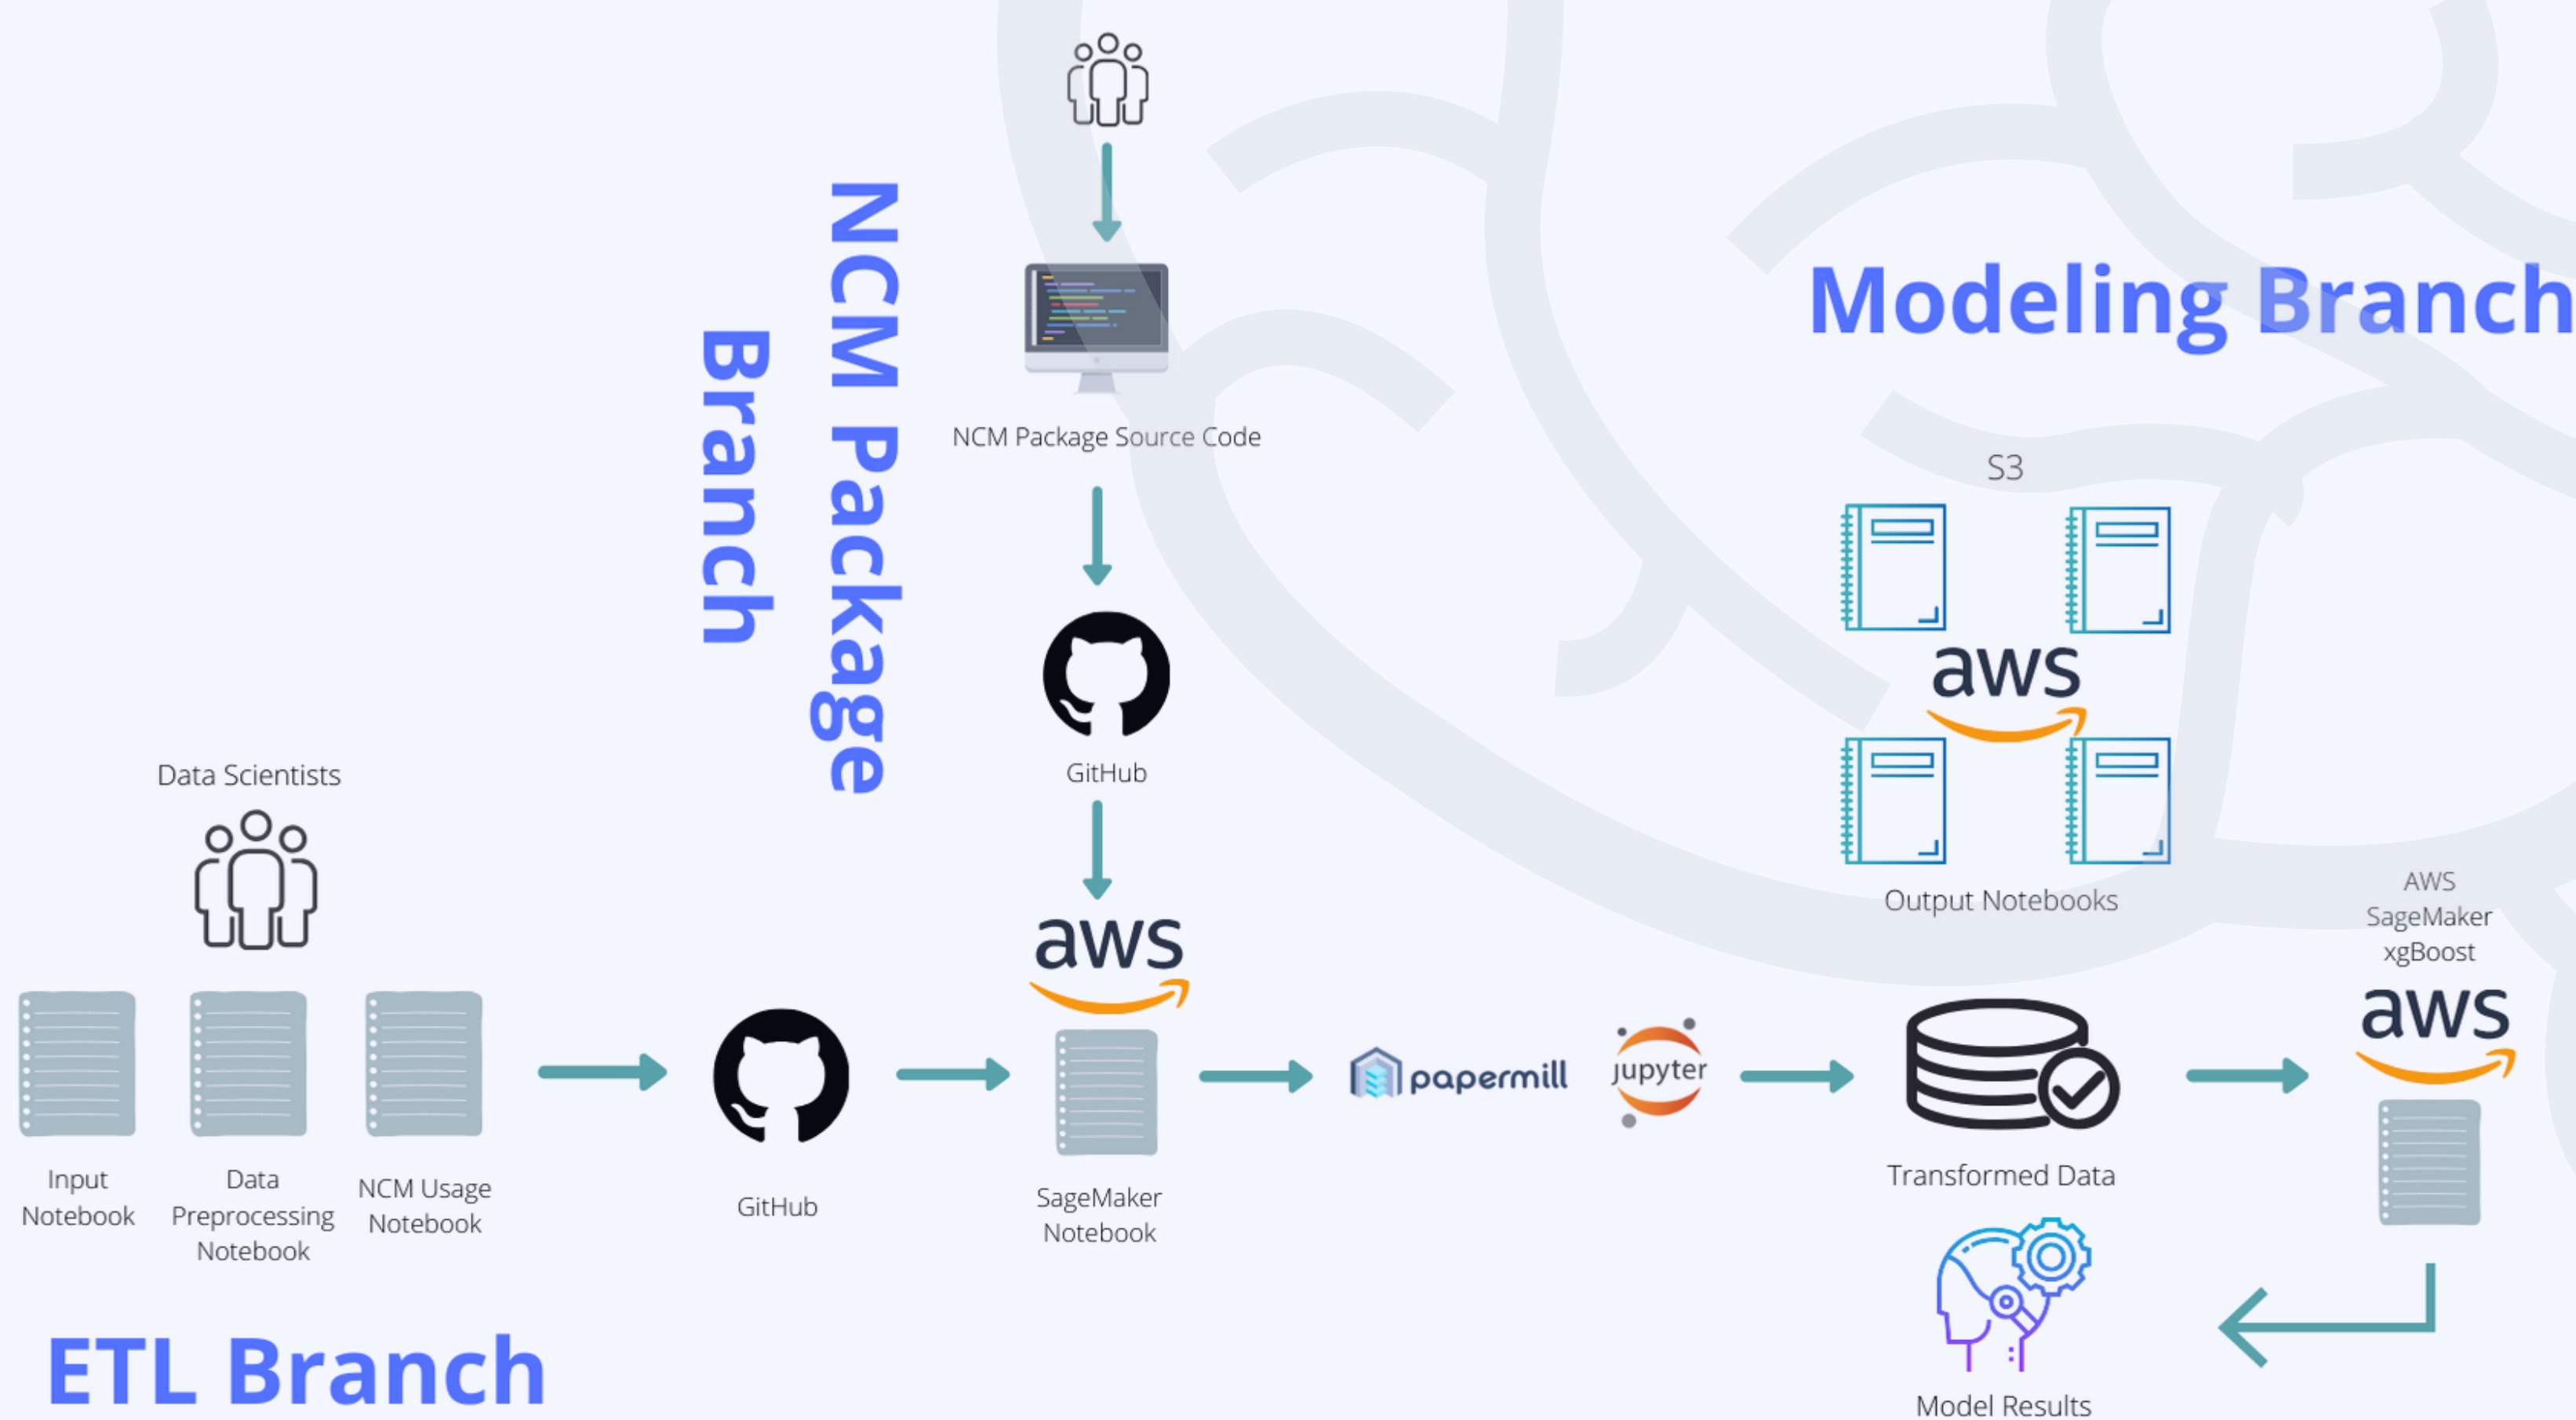 NCM Package
Branch
NCM Package Source Code
GitHub
aws
Modeling Branch
S3
aws
Output Notebooks
Data Scientists
Input
Notebook
Data
Preprocessing
Notebook
NCM Usage
Notebook
GitHub
SageMaker
Notebook
papermill
jupyter
Transformed Data
AWS
SageMaker
xgBoost
aws
Model Results
ETL Branch